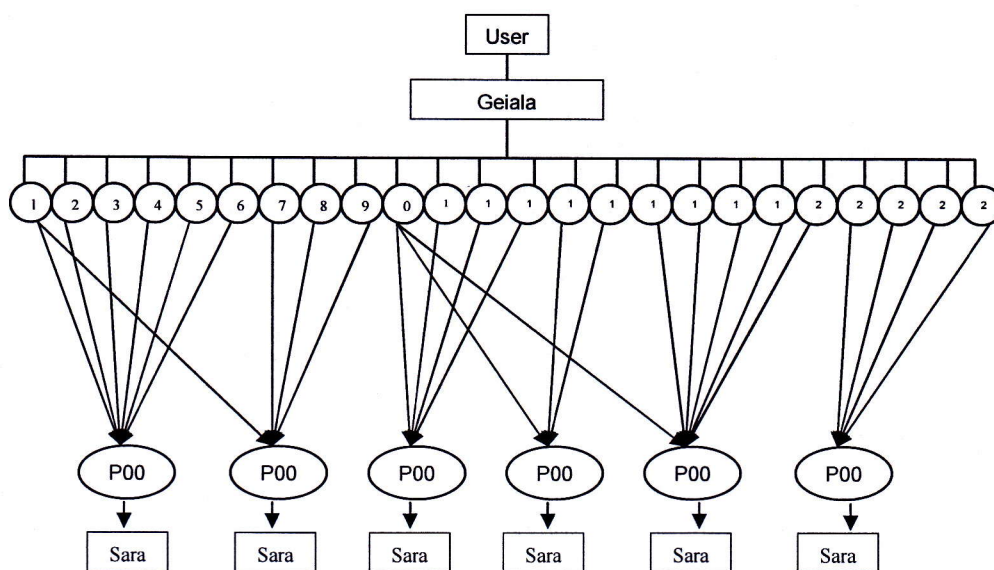 User
Geiala
1 2 3 4 5 6 7 8 9 0 1 1 1 1 1 1 1 1 1 2 2 2 2 2
P00 P00 P00 P00 P00 P00
Sara Sara Sara Sara Sara Sara